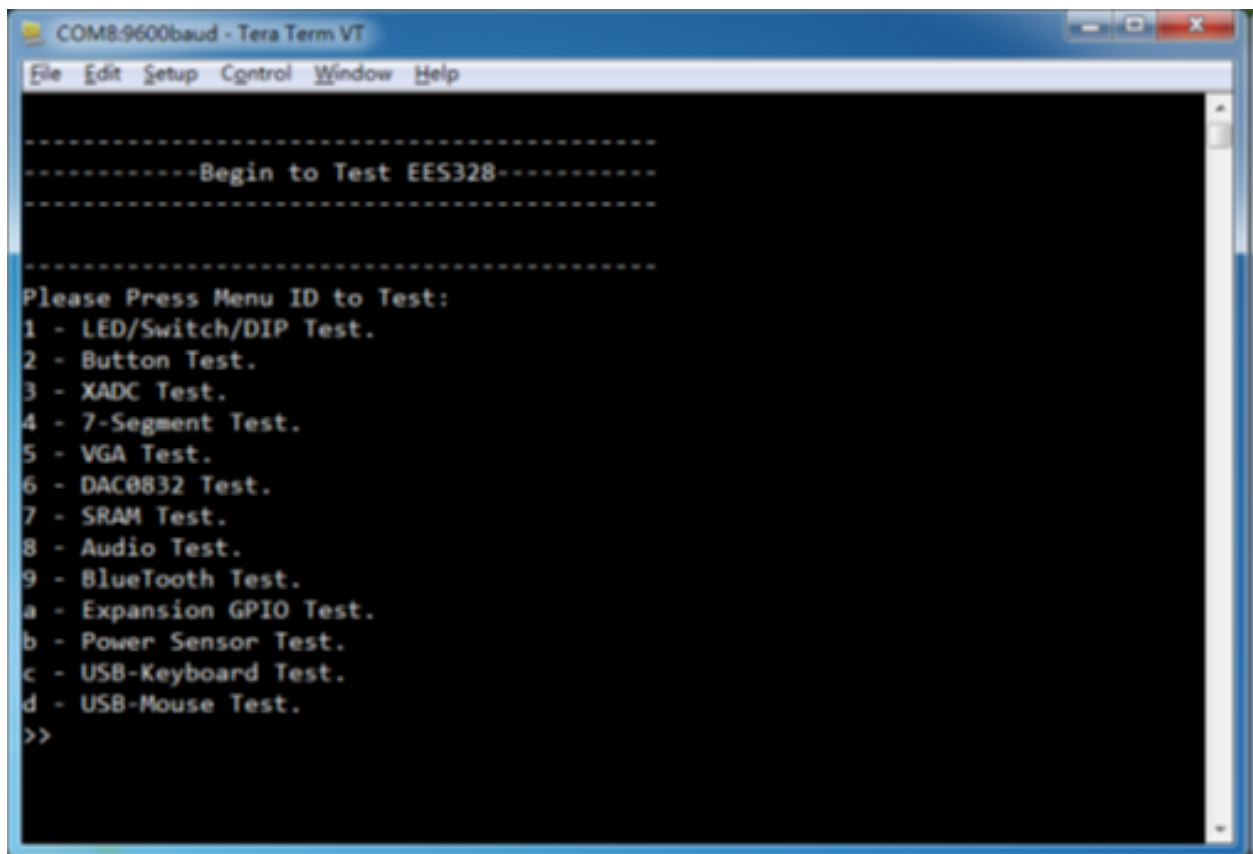 COM8:9600baud - Tera Term VT
File Edit Setup Control Window Help
-------------------------------------------
------------Begin to Test EES328-----------
-------------------------------------------
-------------------------------------------
Please Press Menu ID to Test:
1 - LED/Switch/DIP Test.
2 - Button Test.
3 - XADC Test.
4 - 7-Segment Test.
5 - VGA Test.
6 - DAC0832 Test.
7 - SRAM Test.
8 - Audio Test.
9 - BlueTooth Test.
a - Expansion GPIO Test.
b - Power Sensor Test.
c - USB-Keyboard Test.
d - USB-Mouse Test.
>>